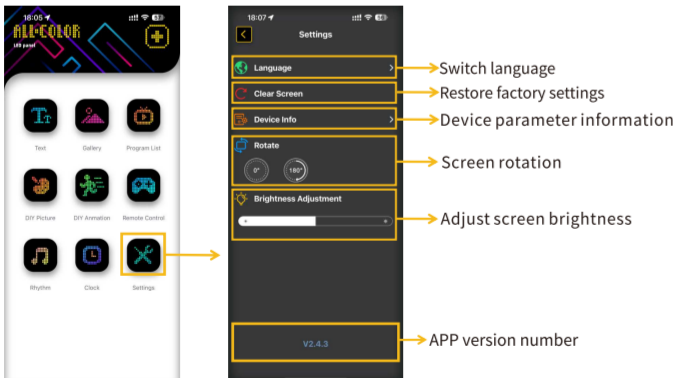 18:05
ALL·COLOR
LED panel
Text
Gallery
Program List
DIY Picture
DIY Anmation
Remote Control
Rhythm
Clock
Settings
18:07
Settings
Language
Clear Screen
Device Info
Rotate
0°
180°
Brightness Adjustment
V2.4.3
Switch language
Restore factory settings
Device parameter information
Screen rotation
Adjust screen brightness
APP version number